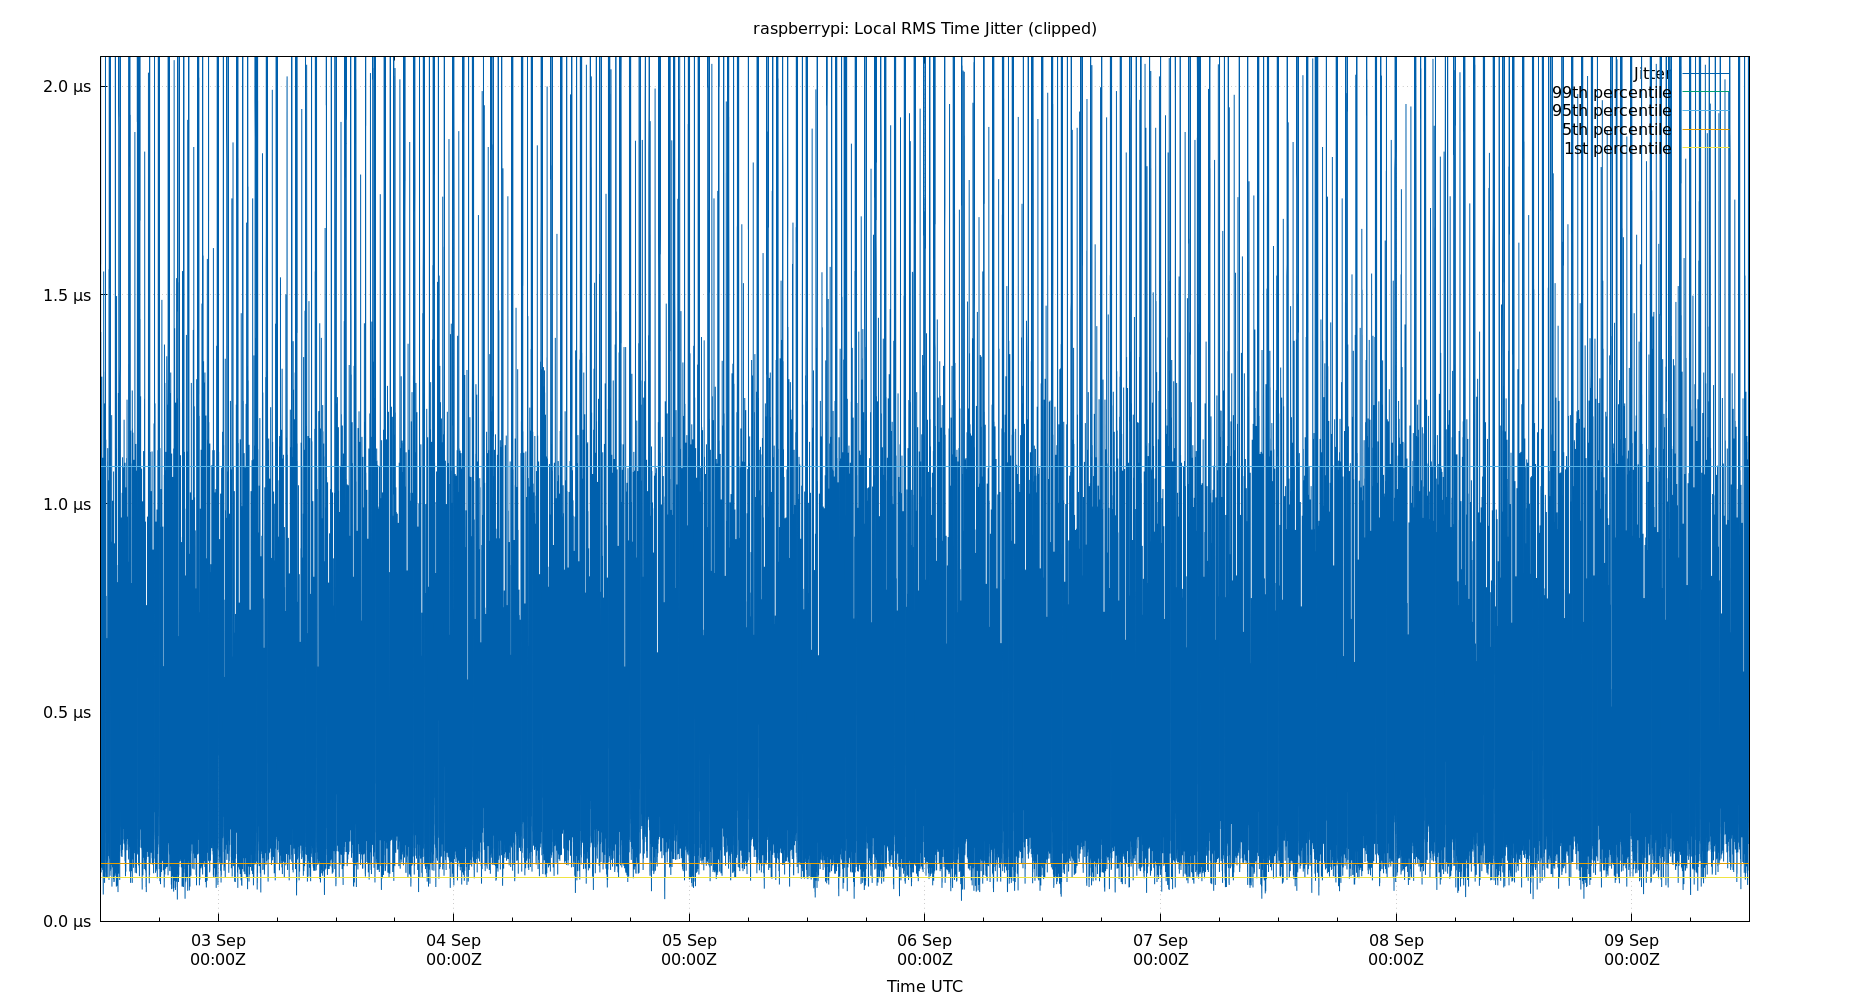 raspberrypi: Local RMS Time Jitter (clipped)
2.0 µs
1.5 µs
1.0 µs
0.5 µs
0.0 µs
Jitter
99th percentile
95th percentile
5th percentile
1st percentile
03 Sep
00:00Z
04 Sep
00:00Z
05 Sep
00:00Z
06 Sep
00:00Z
07 Sep
00:00Z
08 Sep
00:00Z
09 Sep
00:00Z
Time UTC